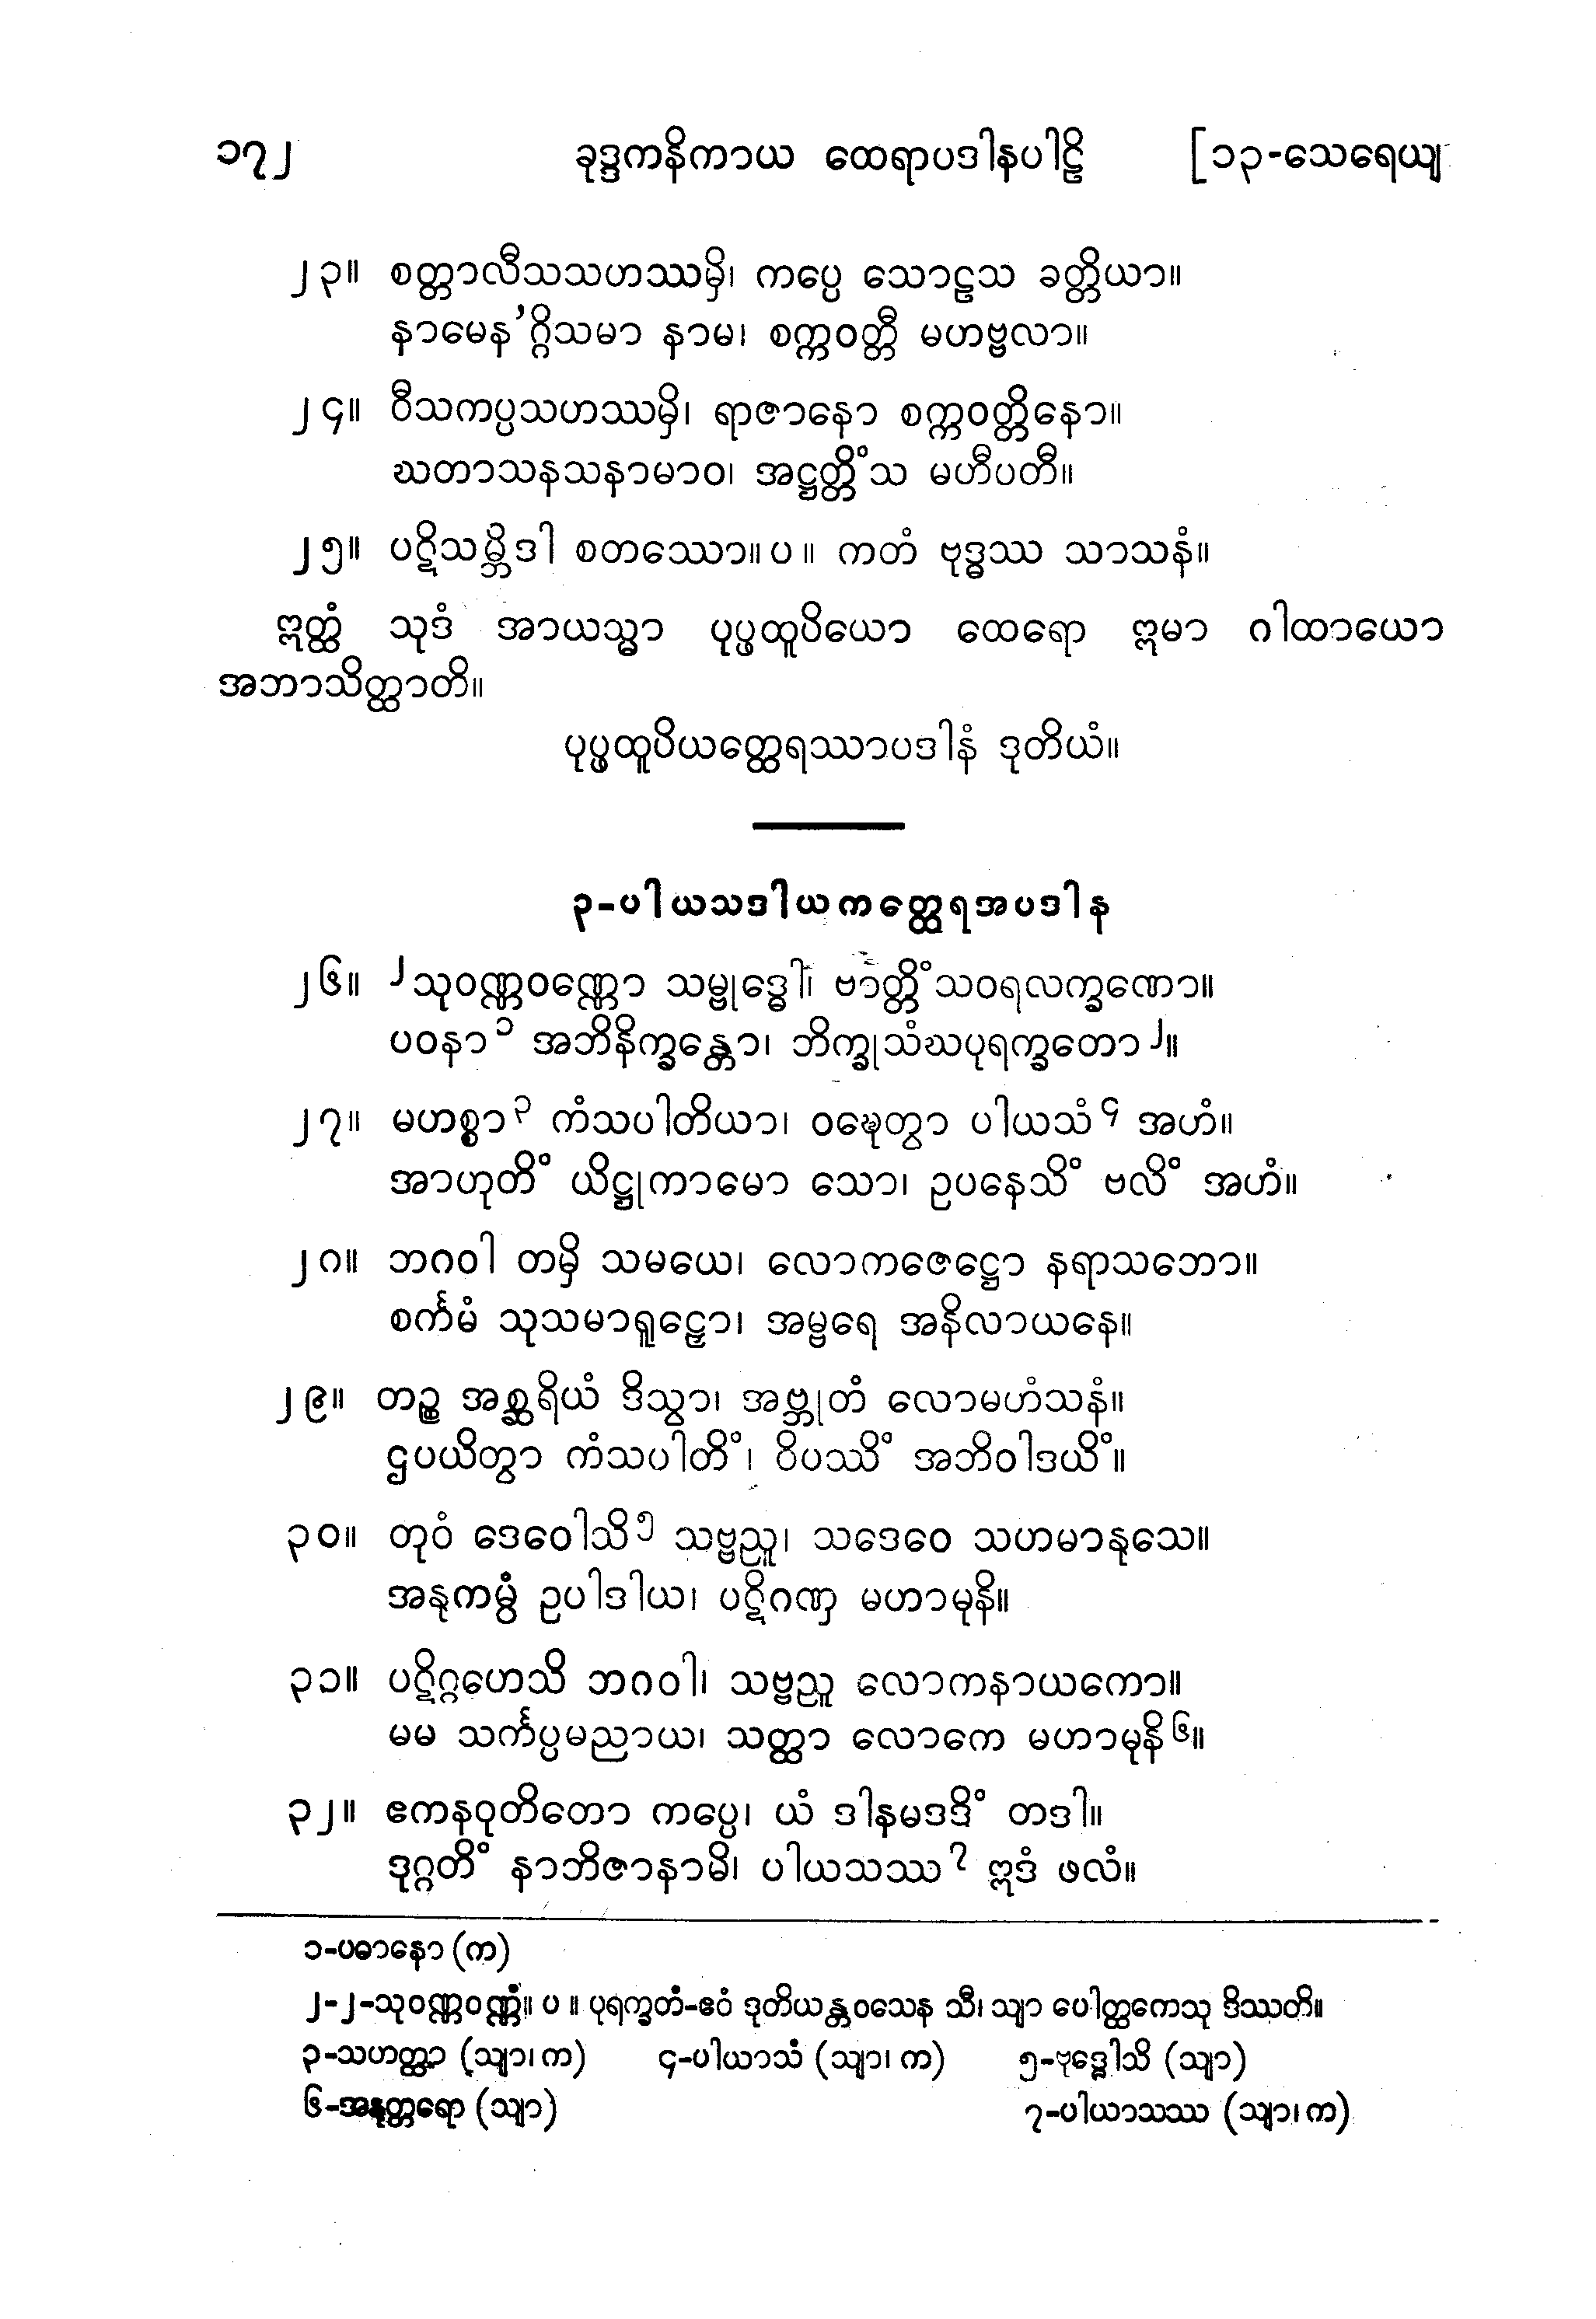 ၁၇၂ ခုဒ္ဒကနိကာယ ထေရာပဒါနပါဠိ [၁၃-သေရေယျ
၂၃။ စတ္တာလီသသဟဿမှိ၊ ကပ္ပေ သောဠသ ခတ္တိယာ။
နာမေန’ဂ္ဂိသမာ နာမ၊ စက္ကဝတ္တီ မဟဗ္ဗလာ။
၂၄။ ဝီသကပ္ပသဟဿမှိ၊ ရာဇာနော စက္ကဝတ္တိနော။
ဃတာသနသနာမာဝ၊ အဋ္ဌတ္တိံသ မဟီပတီ။
၂၅။ ပဋိသမ္ဘိဒါ စတဿော။ပ။ ကတံ ဗုဒ္ဓဿ သာသနံ။
ဣတ္ထံ သုဒံ အာယသ္မာ ပုပ္ဖထူပိယော ထေရော ဣမာ ဂါထာယော
အဘာသိတ္ထာတိ။
ပုပ္ဖထူပိယတ္ထေရဿာပဒါနံ ဒုတိယံ။
၃-ပါယသဒါယကတ္ထေရအပဒါန
၂၆။ ၂သုဝဏ္ဏဝဏ္ဏော သမ္ဗုဒ္ဓေါ၊ ဗာတ္တိံသဝရလက္ခဏော။
ပဝနာ၁ အဘိနိက္ခန္တော၊ ဘိက္ခုသံဃပုရက္ခတော၂။
၂၇။ မဟစ္စာ၃ ကံသပါတိယာ၊ ဝဍ္ဎေတွာ ပါယသံ၄ အဟံ။
အာဟုတိံ ယိဋ္ဌုကာမော သော၊ ဥပနေသိံ ဗလိံ အဟံ။
၂၈။ ဘဂဝါ တမှိ သမယေ၊ လောကဇေဋ္ဌော နရာသဘော။
စင်္ကမံ သုသမာရူဠှော၊ အမ္ဗရေ အနိလာယနေ။
၂၉။ တဉ္စ အစ္ဆရိယံ ဒိသွာ၊ အဗ္ဘုတံ လောမဟံသနံ။
ဌပယိတွာ ကံသပါတိံ၊ ဝိပဿိံ အဘိဝါဒယိံ။
၃၀။ တုဝံ ဒေဝေါသိ၅ သဗ္ဗညူ၊ သဒေဝေ သဟမာနုသေ။
အနုကမ္ပံ ဥပါဒါယ၊ ပဋိဂဏှ မဟာမုနိ။
၃၁။ ပဋိဂ္ဂဟေသိ ဘဂဝါ၊ သဗ္ဗညူ လောကနာယကော။
မမ သင်္ကပ္ပမညာယ၊ သတ္ထာ လောကေ မဟာမုနိ၆။
၃၂။ ဧကနဝုတိတော ကပ္ပေ၊ ယံ ဒါနမဒဒိံ တဒါ။
ဒုဂ္ဂတိံ နာဘိဇာနာမိ၊ ပါယသဿ၇ ဣဒံ ဖလံ။
၁-ပဓာနော (က)
၂-၂-သုဝဏ္ဏဝဏ္ဏံ။ ပ ။ ပုရက္ခတံ-ဧဝံ ဒုတိယန္တဝသေန သီ၊ သျာ ပေါတ္ထကေသု ဒိဿတိ။
၃-သဟတ္ထာ (သျာ၊ က) ၄-ပါယာသံ (သျာ၊ က) ၅-ဗုဒ္ဓေါသိ (သျာ)
၆-အနုတ္တရော (သျာ) ၇-ပါယာသဿ (သျာ၊ က)